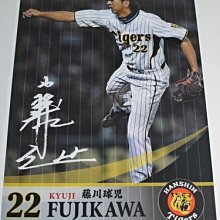 Tigers
22
22 KYUJI 藤川球児
FUJIKAWA
HANSHIN
Tigers